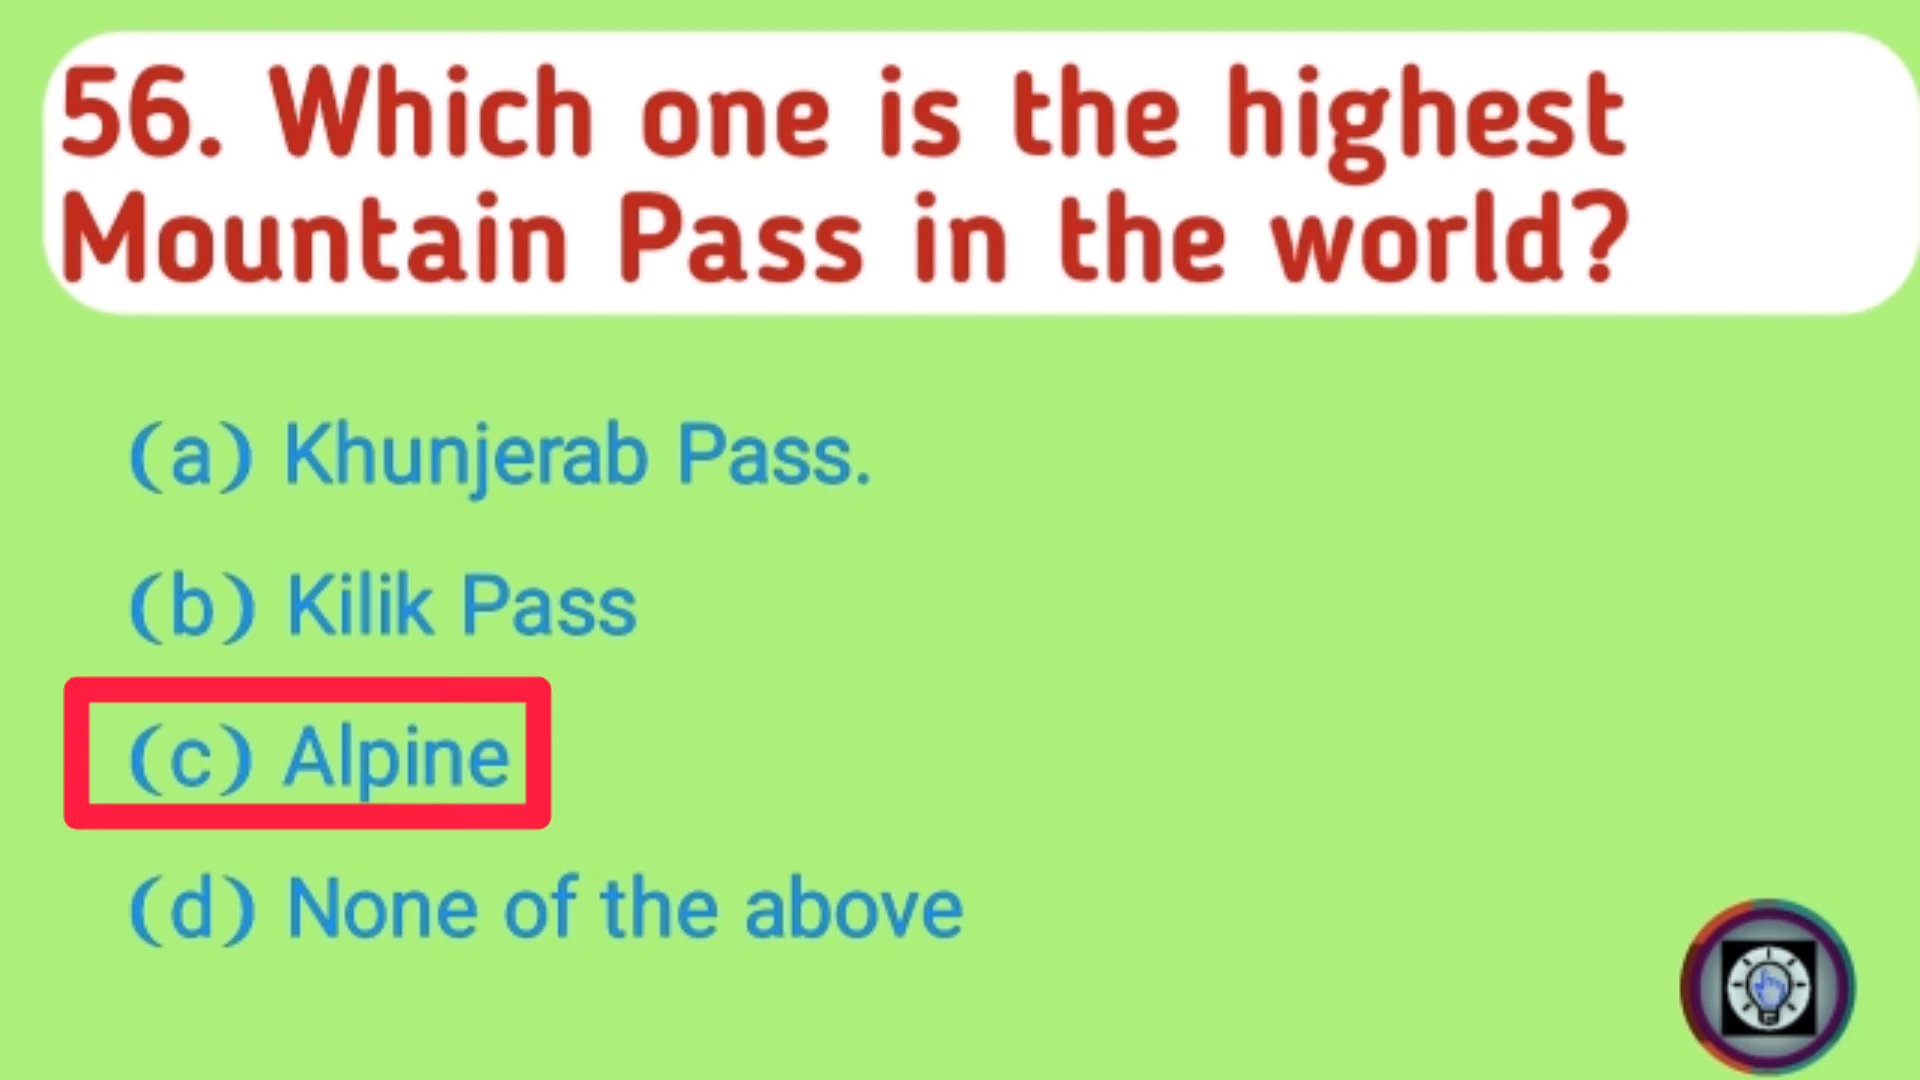 56. Which one is the highest
Mountain Pass in the world?
(a) Khunjerab Pass.
(b) Kilik Pass
(c) Alpine
(d) None of the above